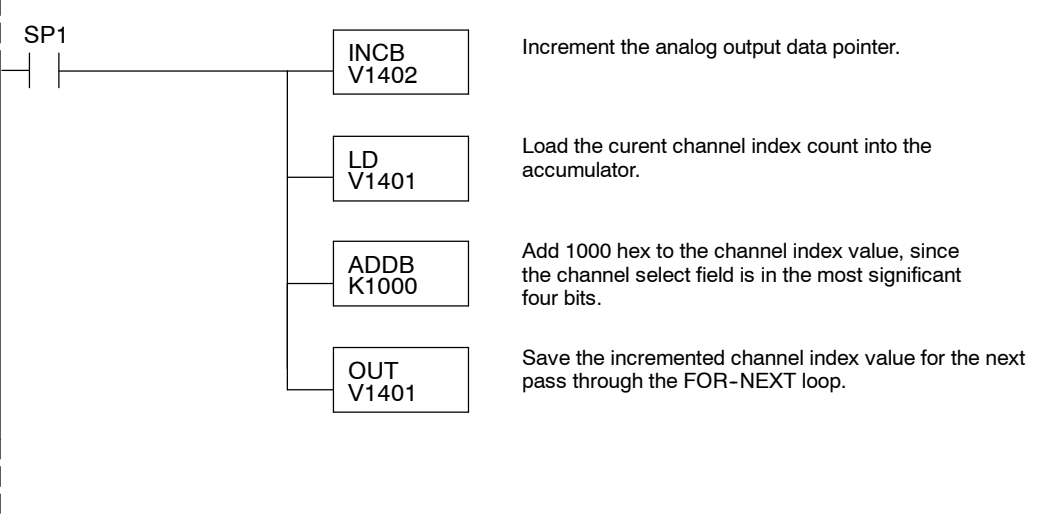 SP1
INCB
V1402
Increment the analog output data pointer.
LD
V1401
Load the curent channel index count into the
accumulator.
ADDB
K1000
Add 1000 hex to the channel index value, since
the channel select field is in the most significant
four bits.
OUT
V1401
Save the incremented channel index value for the next
pass through the FOR-NEXT loop.